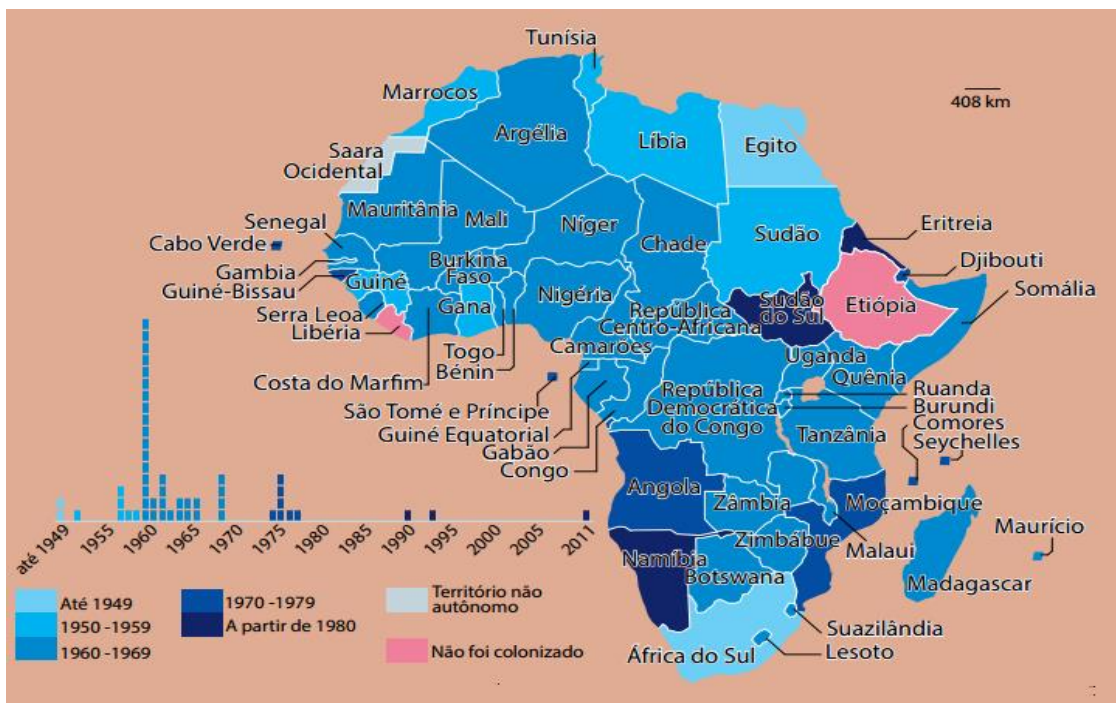 Tunísia
Marrocos
408 km
Argélia
Líbia
Egito
Saara
Ocidental
Mauritânia
Mali
Níger
Chade
Sudão
Eritreia
Senegal
Cabo Verde
Gambia
Guiné-Bissau
Guiné
Burkina
Faso
Djibouti
Somália
Gana
Nigéria
República
Centro-Africana
Sudão
do Sul
Etiópia
Serra Leoa
Libéria
Togo
Bénin
Camarões
Uganda
Quênia
Costa do Marfim
São Tomé e Príncipe
Guiné Equatorial
Gabão
Congo
República
Democrática
do Congo
Ruanda
Burundi
Comores
Seychelles
Tanzânia
Angola
Zâmbia
Moçambique
Maurício
Zimbábue
Malaui
Namíbia
Botswana
Madagascar
Suazilândia
Lesoto
África do Sul
até 1949
1955
1960
1965
1970
1975
1980
1985
1990
1995
2000
2005
2011
Até 1949
1950 -1959
1960 -1969
1970 -1979
A partir de 1980
Território não
autônomo
Não foi colonizado